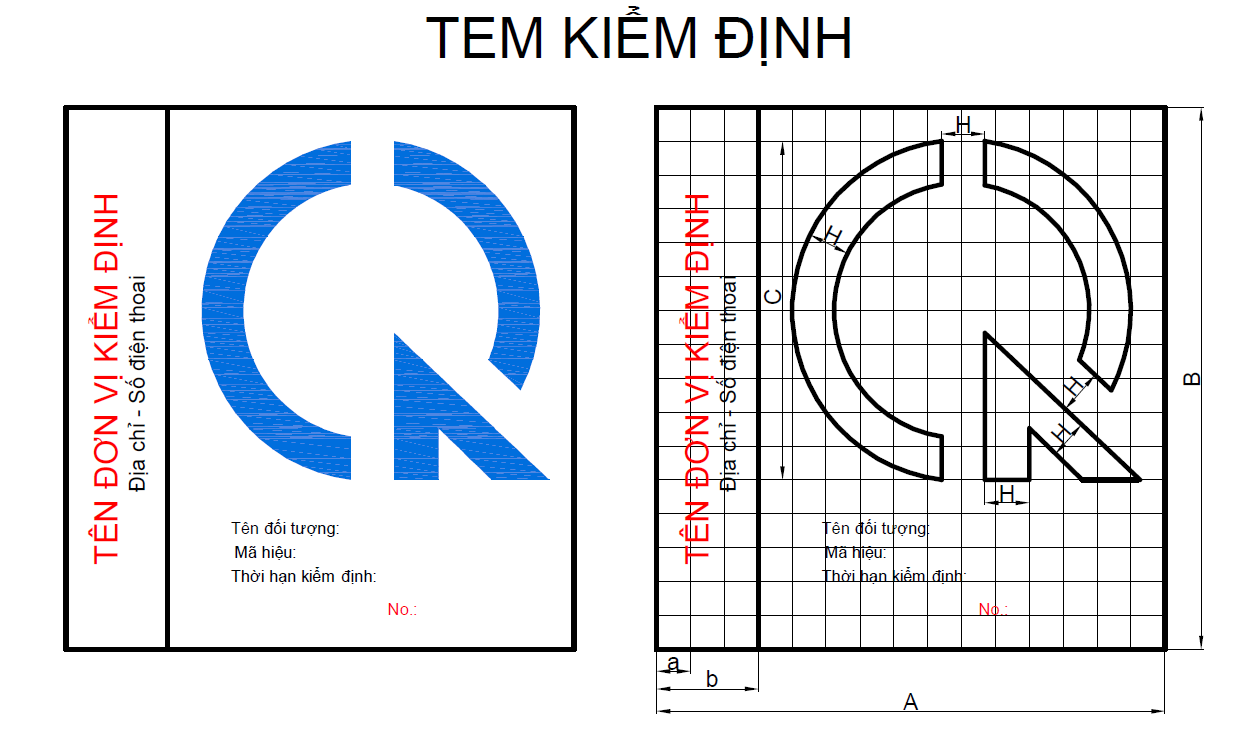 TEM KIỂM ĐỊNH
TÊN ĐƠN VỊ KIỂM ĐỊNH
Địa chỉ - Số điện thoai
Tên đối tượng:
Mã hiệu:
Thời hạn kiểm định:
No.:
TÊN ĐƠN VỊ KIỂM ĐỊNH
Địa chỉ - Số điện thoai
H
H
C
H
H
H
B
Tên đối tượng:
Mã hiệu:
Thời hạn kiểm định:
No.:
a
b
A